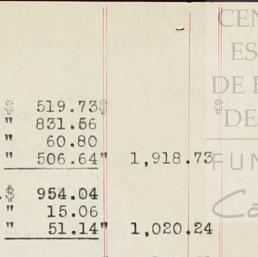 CEN
ES
DE
DE
$ 519.73$ $
" 831.56
" 60.80
" 506.64" 1,918.73
FUN
$ 954.04
" 15.06
" 51.14" 1,020.24